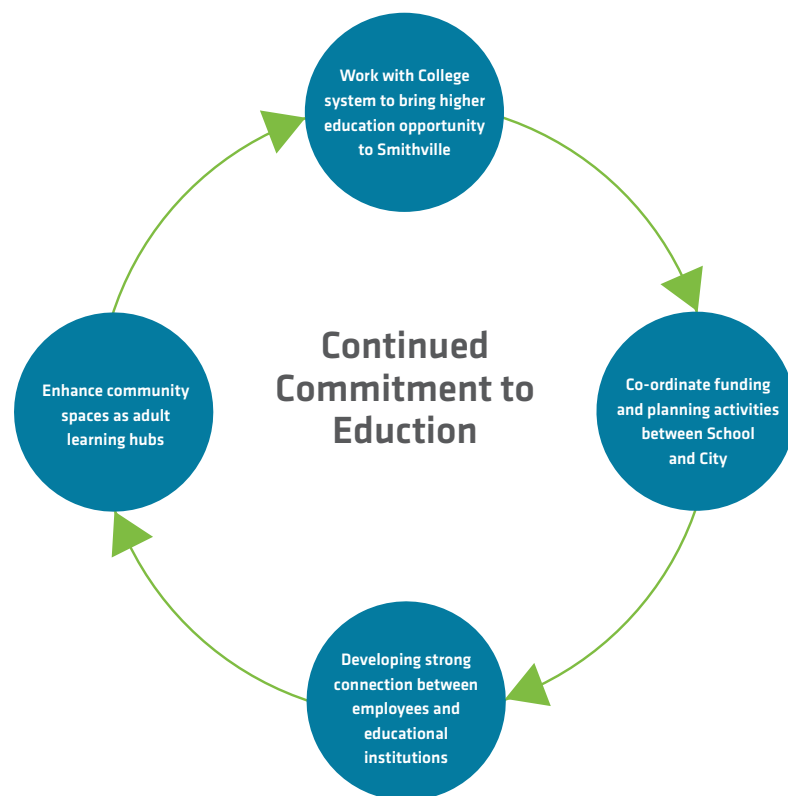 Work with College
system to bring higher
education opportunity
to Smithville
Continued
Commitment to
Eduction
Enhance community
spaces as adult
learning hubs
Co-ordinate funding
and planning activities
between School
and City
Developing strong
connection between
employees and
educational
institutions